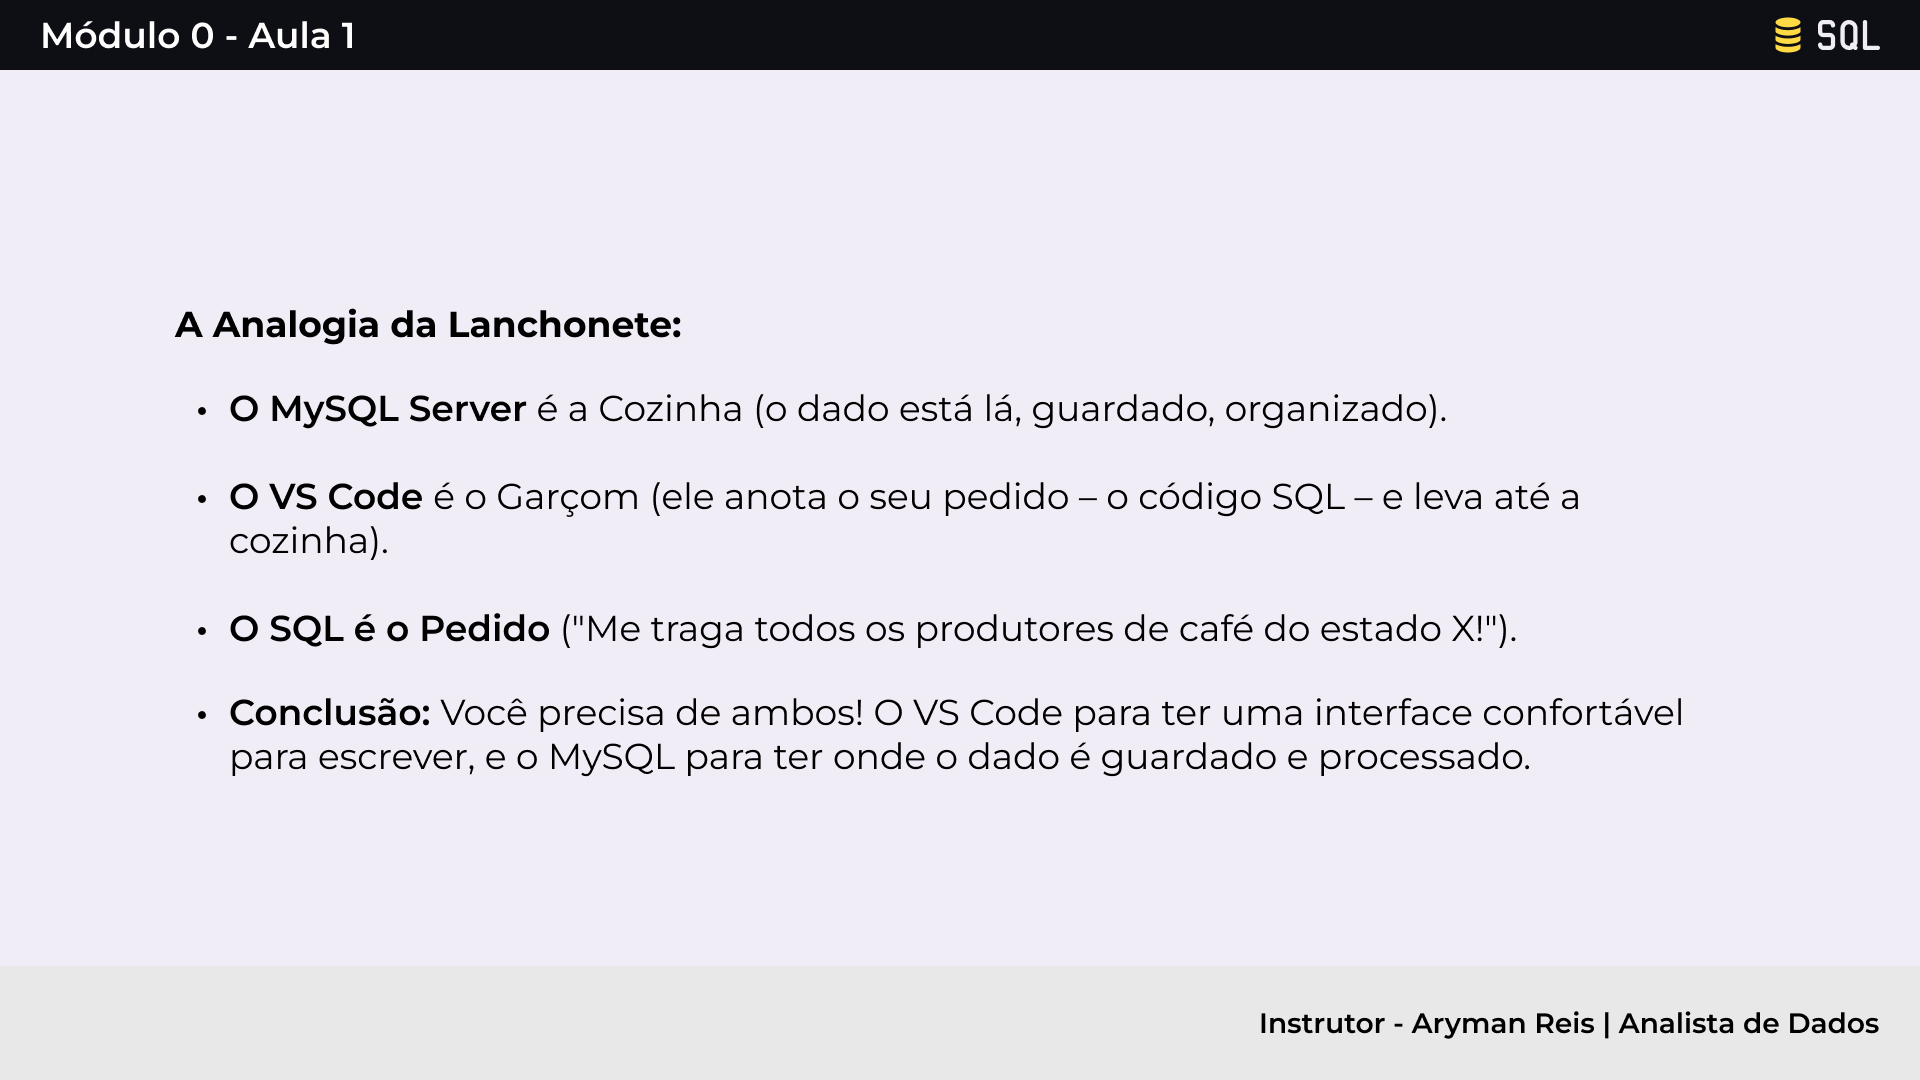 Módulo 0 - Aula 1
SQL
A Analogia da Lanchonete:
• O MySQL Server é a Cozinha (o dado está lá, guardado, organizado).
• O VS Code é o Garçom (ele anota o seu pedido – o código SQL – e leva até a
cozinha).
• O SQL é o Pedido ("Me traga todos os produtores de café do estado X!").
• Conclusão: Você precisa de ambos! O VS Code para ter uma interface confortável
para escrever, e o MySQL para ter onde o dado é guardado e processado.
Instrutor - Aryman Reis | Analista de Dados